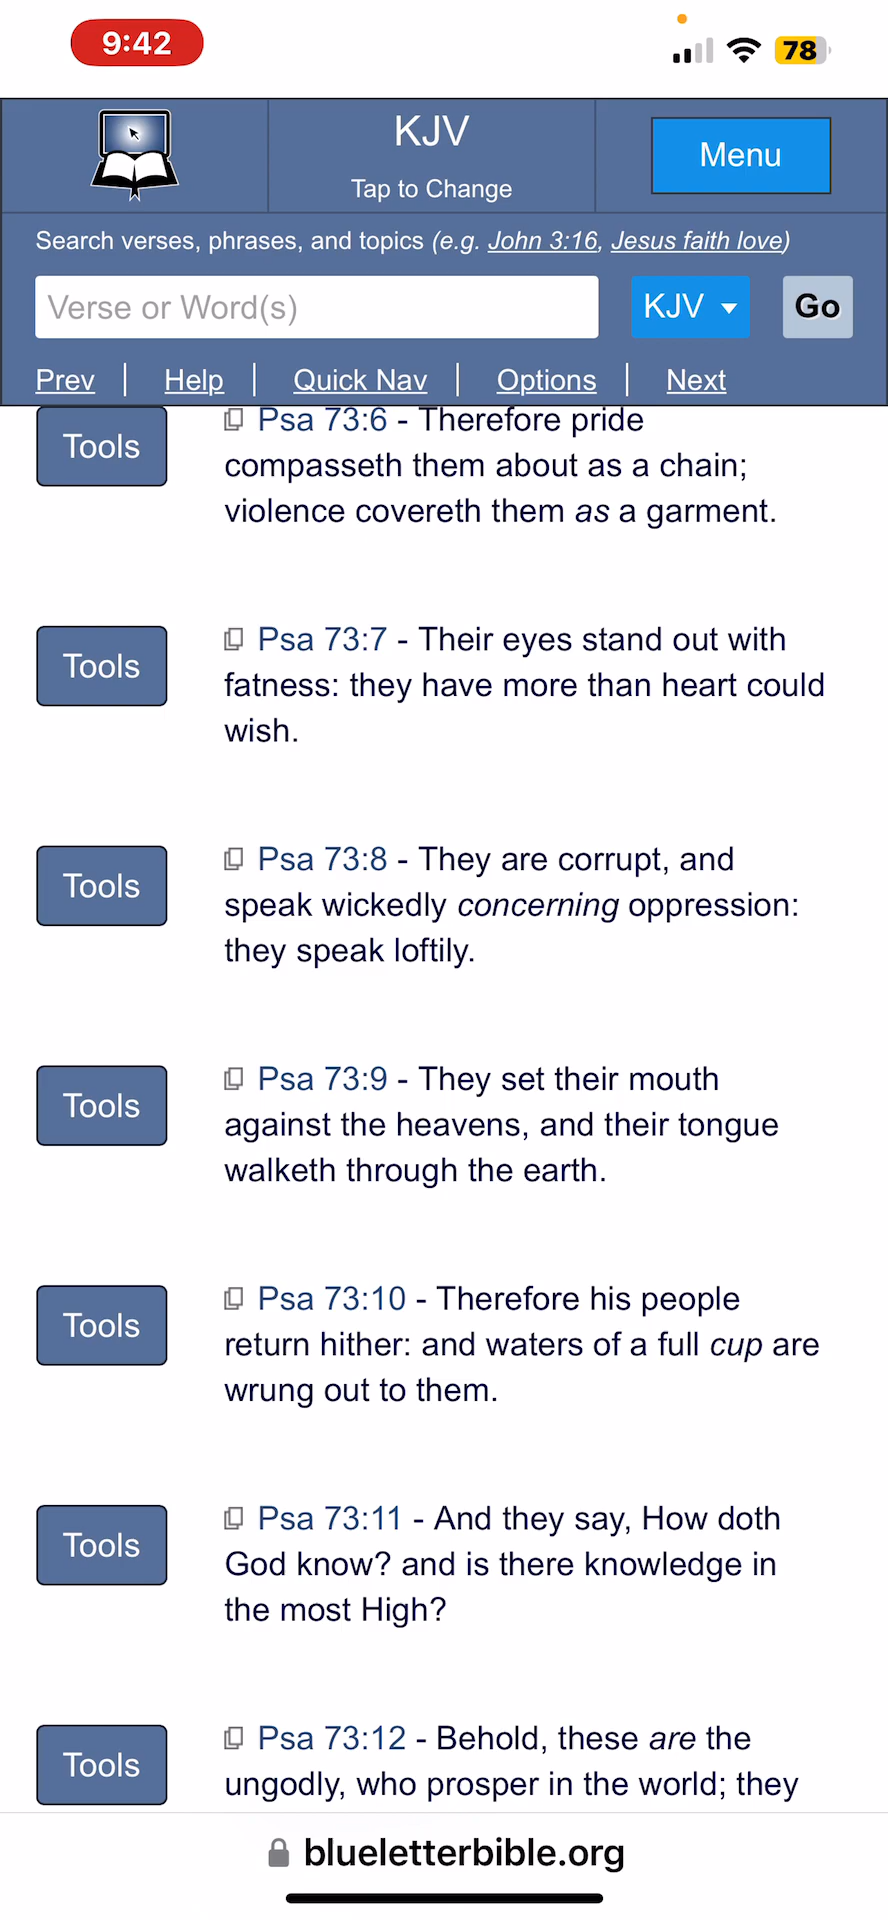 9:42
78
KJV
Tap to Change
Menu
Search verses, phrases, and topics (e.g. John 3:16, Jesus faith love)
Verse or Word(s)
KJV
Go
Prev | Help | Quick Nav | Options | Next
Tools
Psa 73:6 - Therefore pride
compasseth them about as a chain;
violence covereth them as a garment.
Tools
Psa 73:7 - Their eyes stand out with
fatness: they have more than heart could
wish.
Tools
Psa 73:8 - They are corrupt, and
speak wickedly concerning oppression:
they speak loftily.
Tools
Psa 73:9 - They set their mouth
against the heavens, and their tongue
walketh through the earth.
Tools
Psa 73:10 - Therefore his people
return hither: and waters of a full cup are
wrung out to them.
Tools
Psa 73:11 - And they say, How doth
God know? and is there knowledge in
the most High?
Tools
Psa 73:12 - Behold, these are the
ungodly, who prosper in the world; they
blueletterbible.org